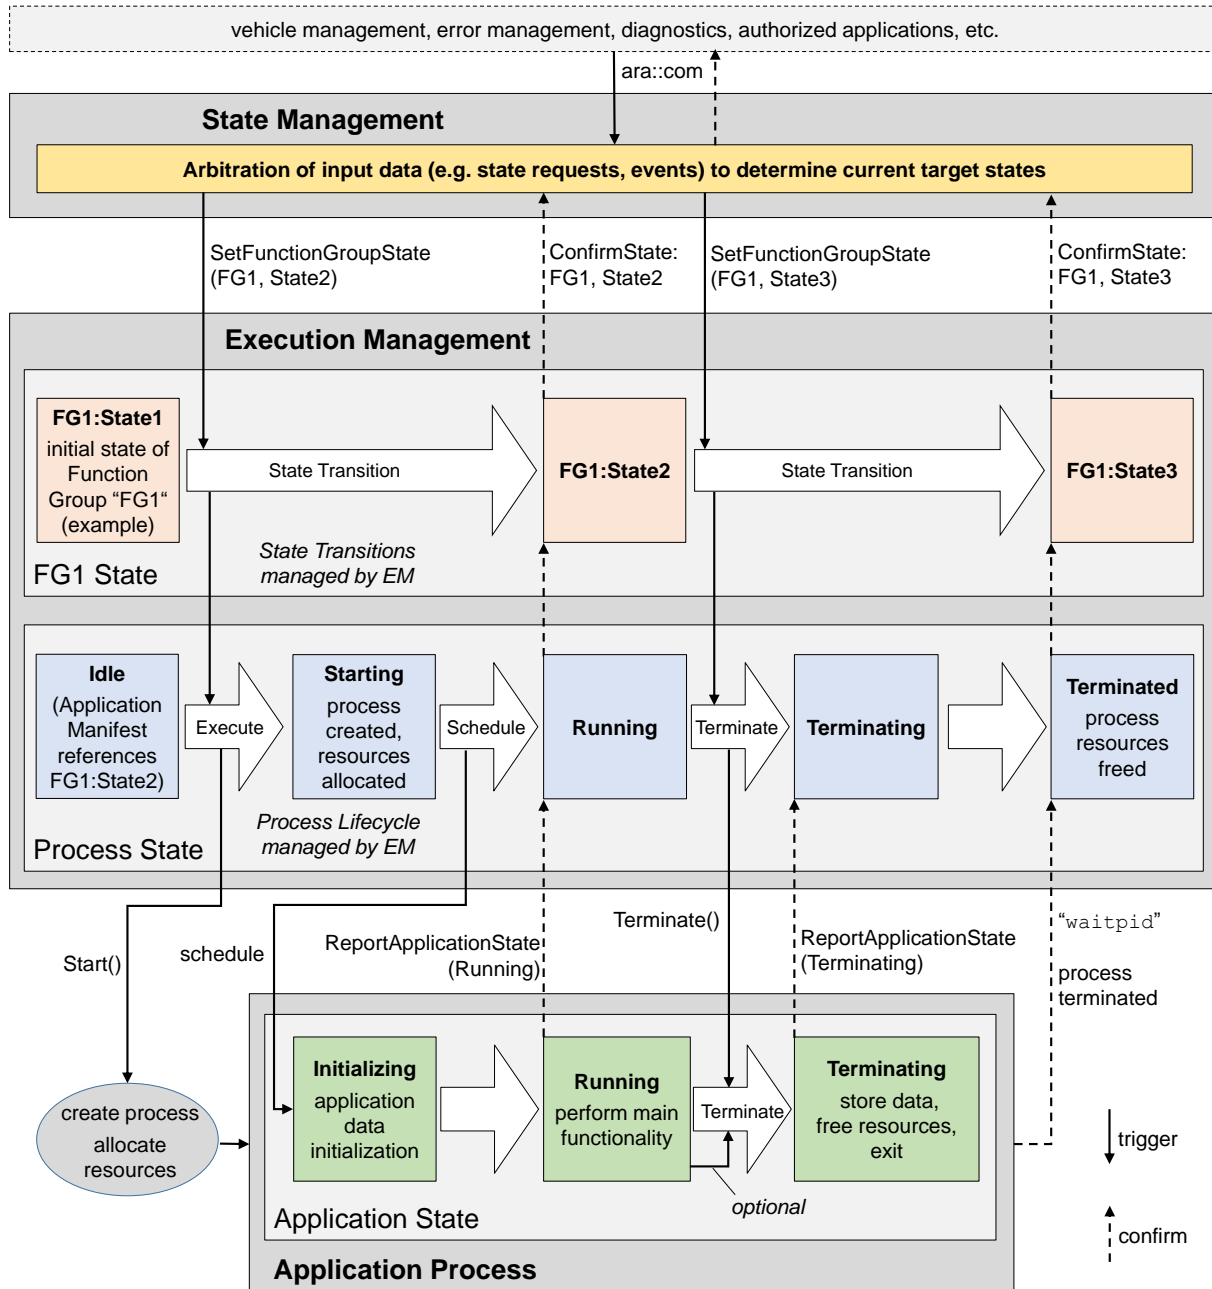 vehicle management, error management, diagnostics, authorized applications, etc.
ara::com
State Management
Arbitration of input data (e.g. state requests, events) to determine current target states
SetFunctionGroupState
(FG1, State2)
ConfirmState:
FG1, State2
SetFunctionGroupState
(FG1, State3)
ConfirmState:
FG1, State3
Execution Management
FG1:State1
initial state of
Function
Group “FG1“
(example)
State Transition
FG1:State2
State Transition
FG1:State3
State Transitions
managed by EM
FG1 State
Idle
(Application
Manifest
references
FG1:State2)
Execute
Starting
process
created,
resources
allocated
Schedule
Running
Terminate
Terminating
Terminated
process
resources
freed
Process Lifecycle
managed by EM
Process State
Start()
schedule
ReportApplicationState
(Running)
Terminate()
ReportApplicationState
(Terminating)
“waitpid”
process
terminated
create process
allocate
resources
Initializing
application
data
initialization
Running
perform main
functionality
Terminate
Terminating
store data,
free resources,
exit
optional
Application State
Application Process
trigger
confirm